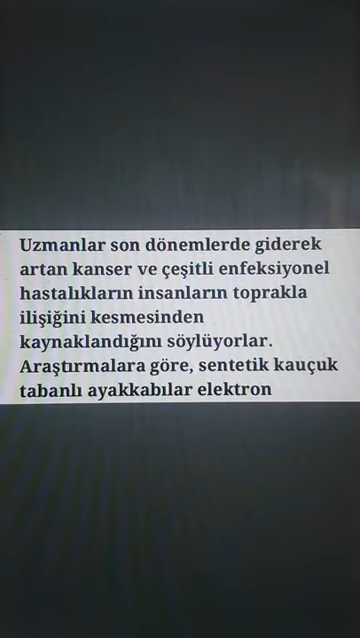 Uzmanlar son dönemlerde giderek
artan kanser ve çeşitli enfeksiyonel
hastalıkların insanların toprakla
ilişiğini kesmesinden
kaynaklandığını söylüyorlar.
Araştırmalara göre, sentetik kauçuk
tabanlı ayakkabılar elektron